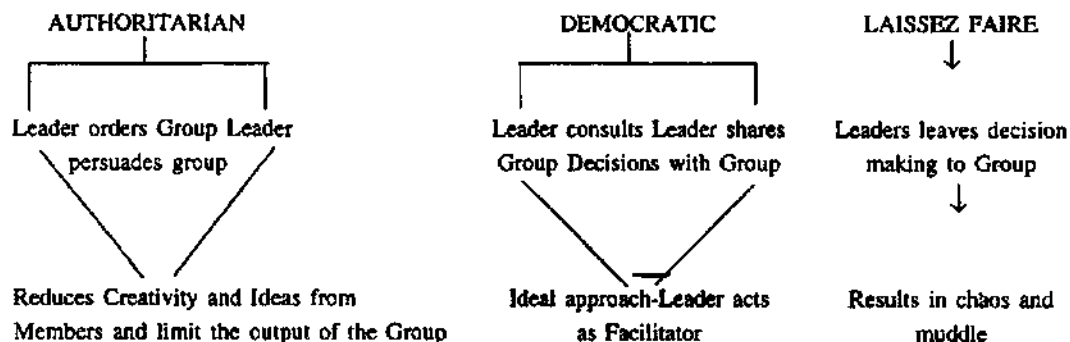 AUTHORITARIAN
DEMOCRATIC
LAISSEZ FAIRE
Leader orders Group Leader
persuades group
Leader consults Leader shares
Group Decisions with Group
Leaders leaves decision
making to Group
Reduces Creativity and Ideas from
Members and limit the output of the Group
Ideal approach-Leader acts
as Facilitator
Results in chaos and
muddle